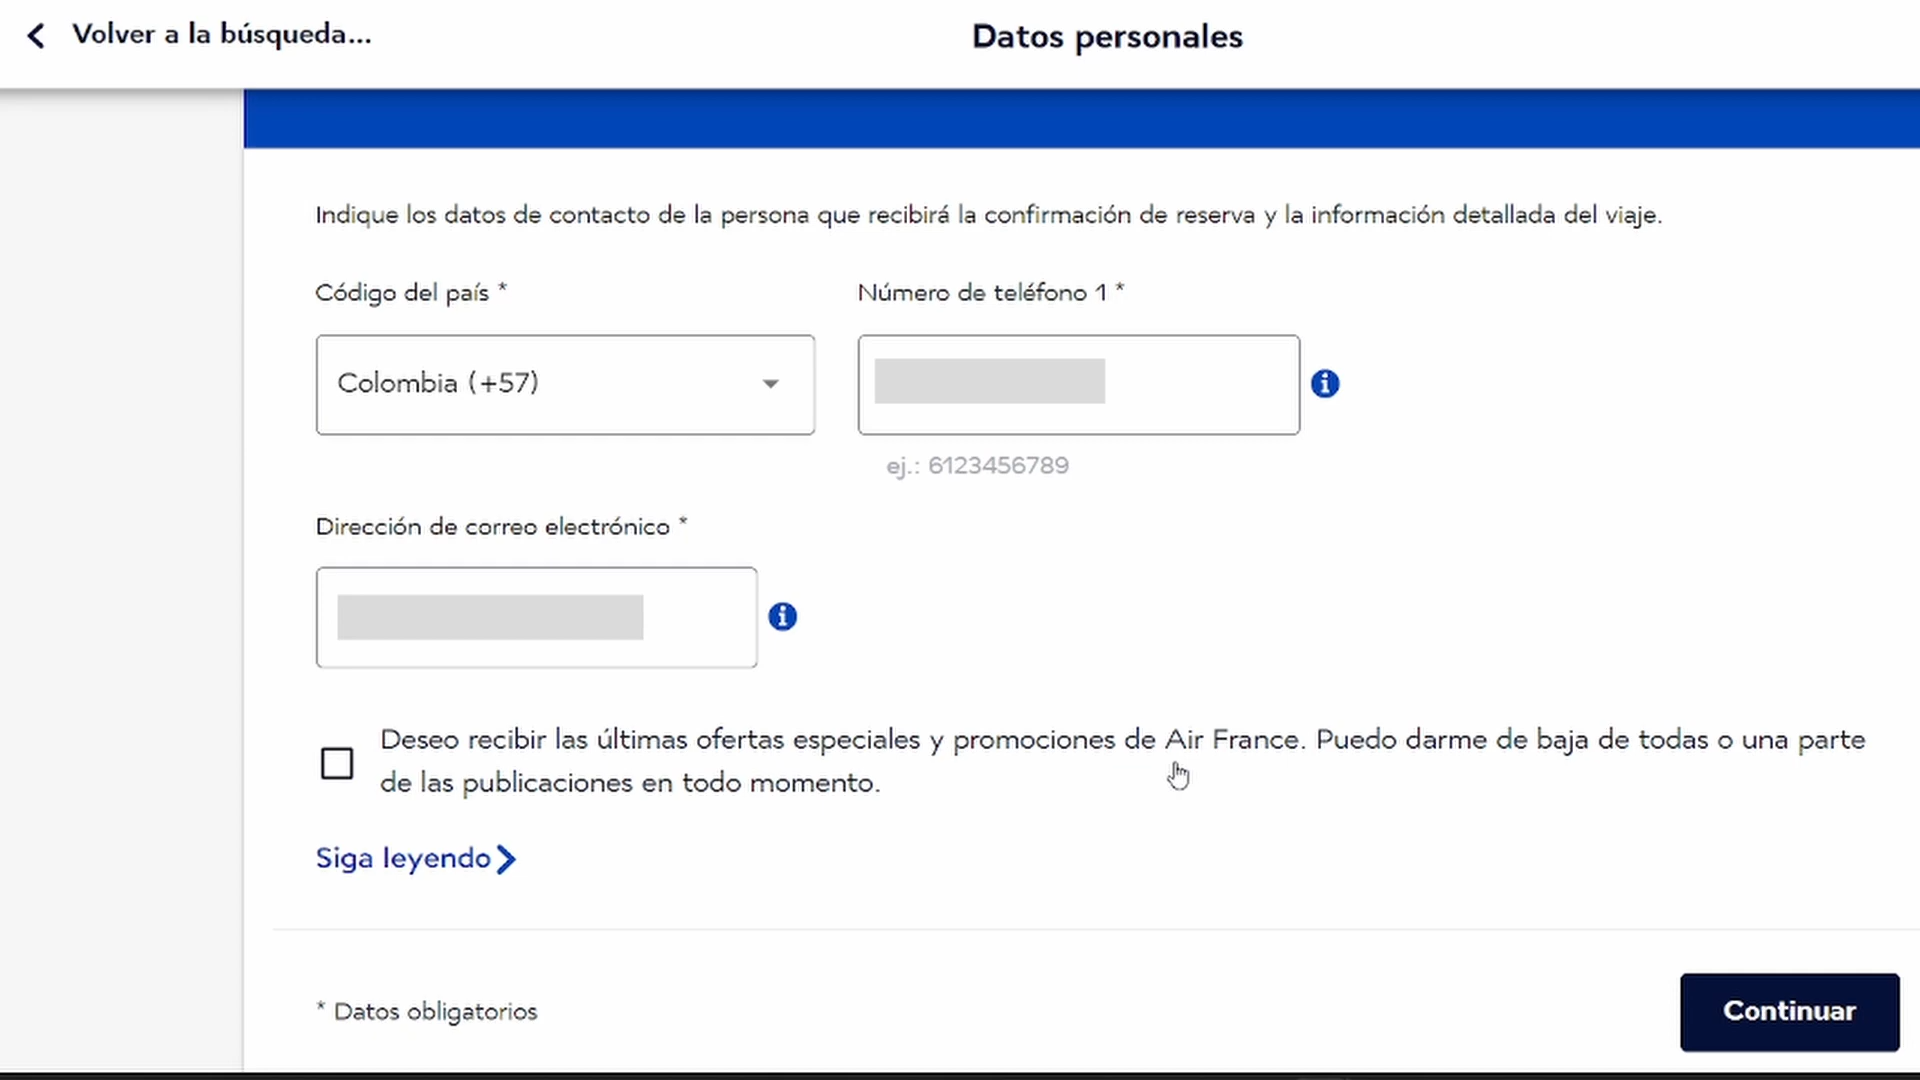 Volver a la búsqueda...
Datos personales
Indique los datos de contacto de la persona que recibirá la confirmación de reserva y la información detallada del viaje.
Código del país *
Número de teléfono 1 *
Colombia (+57)
ej.: 6123456789
Dirección de correo electrónico *
Deseo recibir las últimas ofertas especiales y promociones de Air France. Puedo darme de baja de todas o una parte
de las publicaciones en todo momento.
Siga leyendo
* Datos obligatorios
Continuar